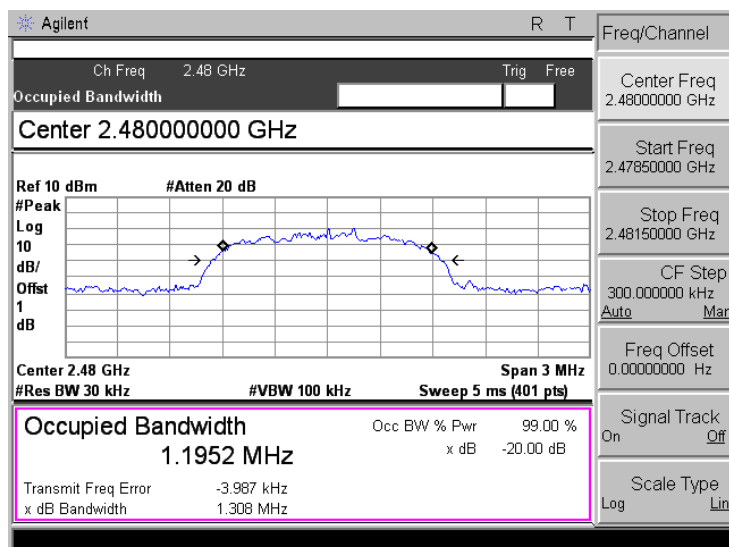 Agilent R T
Ch Freq 2.48 GHz Trig Free
Occupied Bandwidth
Center 2.480000000 GHz
Ref 10 dBm #Atten 20 dB
#Peak
Log
10
dB/
Offst
1
dB
Center 2.48 GHz Span 3 MHz
#Res BW 30 kHz #VBW 100 kHz Sweep 5 ms (401 pts)
Occupied Bandwidth
1.1952 MHz
Occ BW % Pwr 99.00 %
x dB -20.00 dB
Transmit Freq Error -3.987 kHz
x dB Bandwidth 1.308 MHz
Freq/Channel
Center Freq
2.48000000 GHz
Start Freq
2.47850000 GHz
Stop Freq
2.48150000 GHz
CF Step
300.000000 kHz
Auto Man
Freq Offset
0.00000000 Hz
Signal Track
On Off
Scale Type
Log Lin